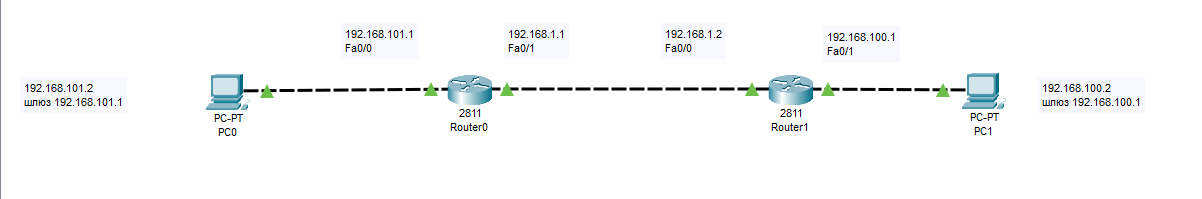 192.168.101.2
шлюз 192.168.101.1
PC-PT
PC0
192.168.101.1
Fa0/0
2811
Router0
192.168.1.1
Fa0/1
192.168.1.2
Fa0/0
2811
Router1
192.168.100.1
Fa0/1
PC-PT
PC1
192.168.100.2
шлюз 192.168.100.1